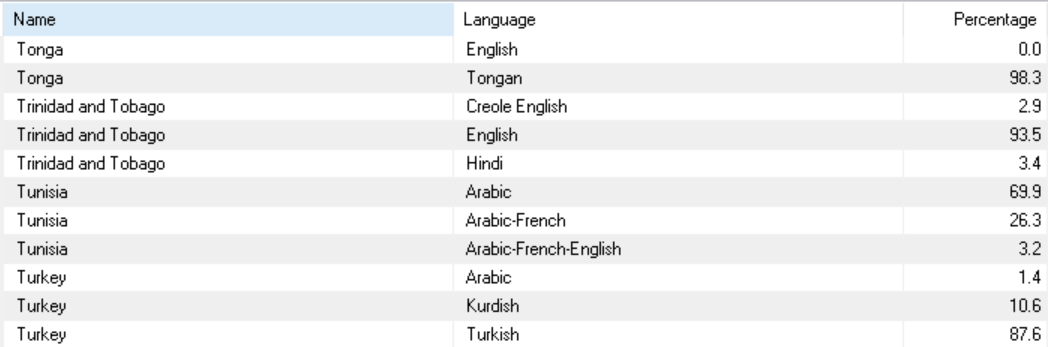 Name Language Percentage
Tonga English 0.0
Tonga Tongan 98.3
Trinidad and Tobago Creole English 2.9
Trinidad and Tobago English 93.5
Trinidad and Tobago Hindi 3.4
Tunisia Arabic 69.9
Tunisia Arabic-French 26.3
Tunisia Arabic-French-English 3.2
Turkey Arabic 1.4
Turkey Kurdish 10.6
Turkey Turkish 87.6